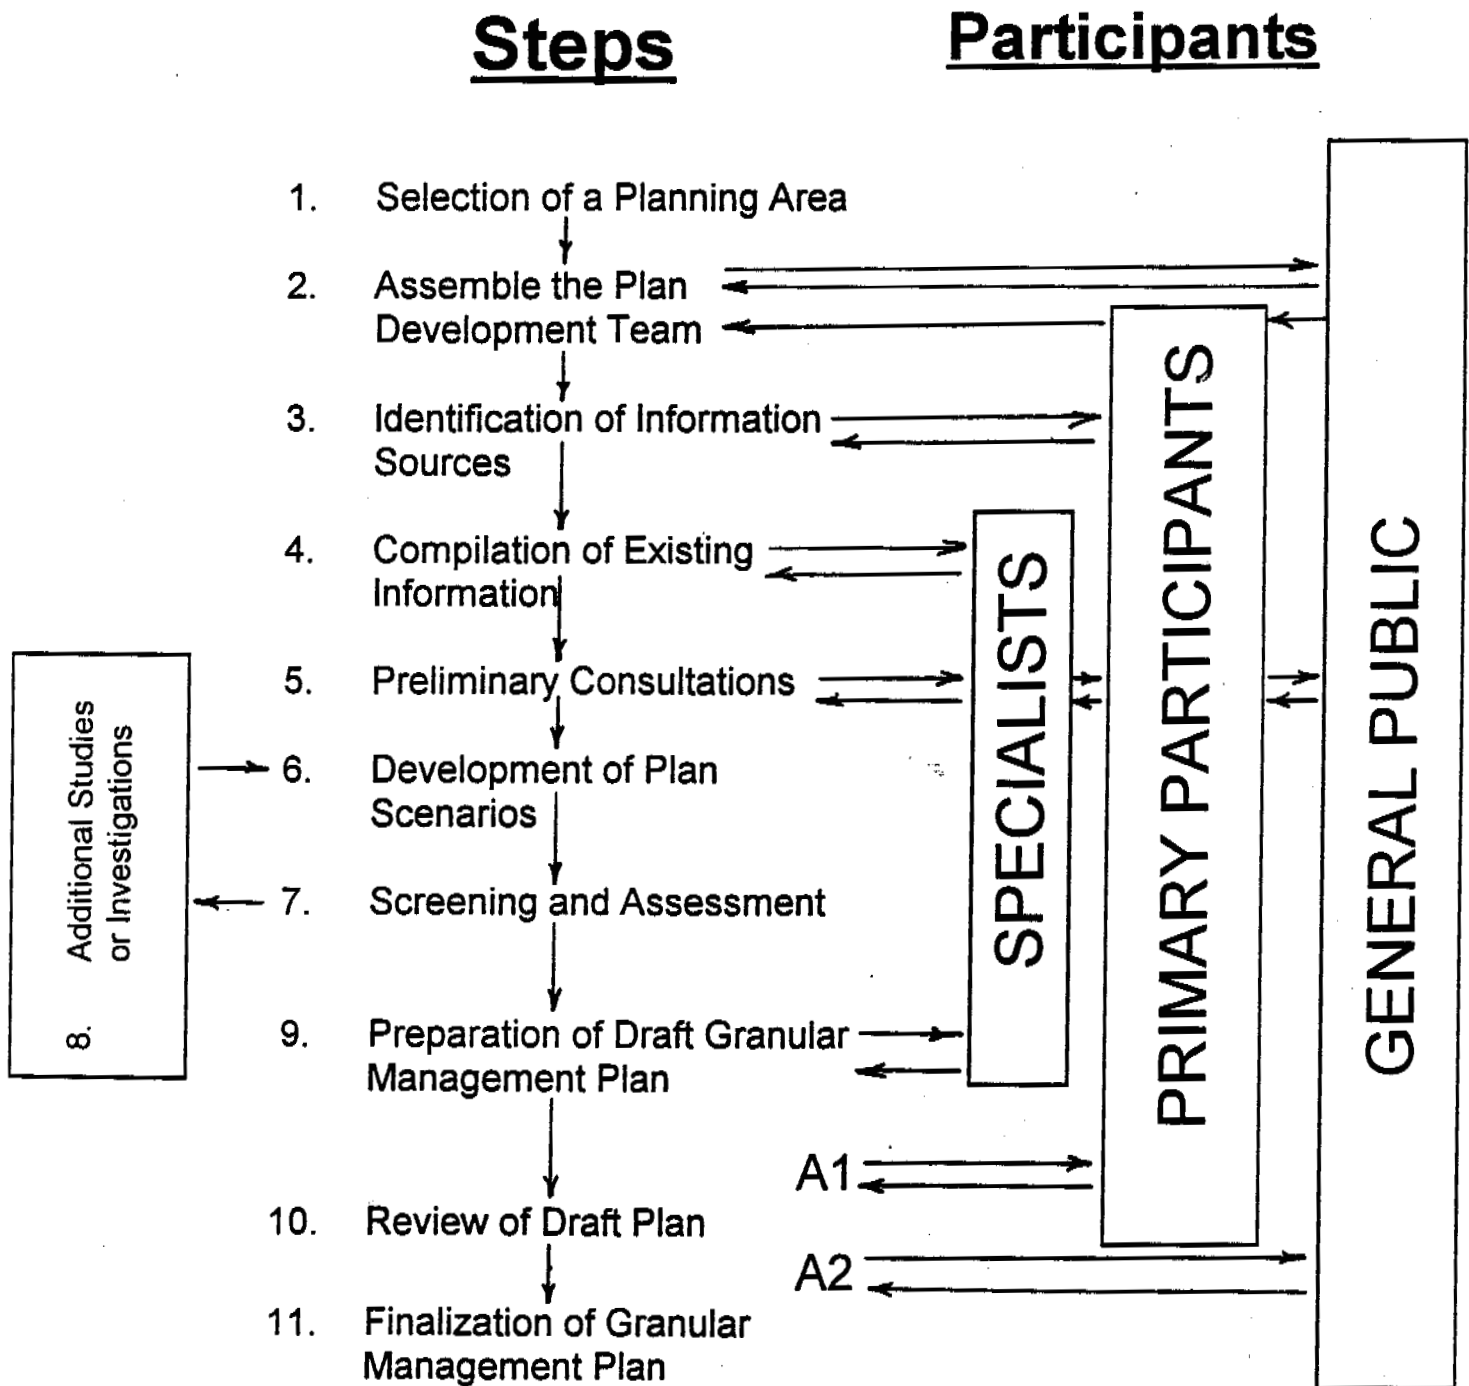 Steps
Participants
1. Selection of a Planning Area
2. Assemble the Plan
Development Team
3. Identification of Information
Sources
4. Compilation of Existing
Information
5. Preliminary Consultations
6. Development of Plan
Scenarios
7. Screening and Assessment
8. Additional Studies
or Investigations
9. Preparation of Draft Granular
Management Plan
A1
10. Review of Draft Plan
A2
11. Finalization of Granular
Management Plan
SPECIALISTS
PRIMARY PARTICIPANTS
GENERAL PUBLIC